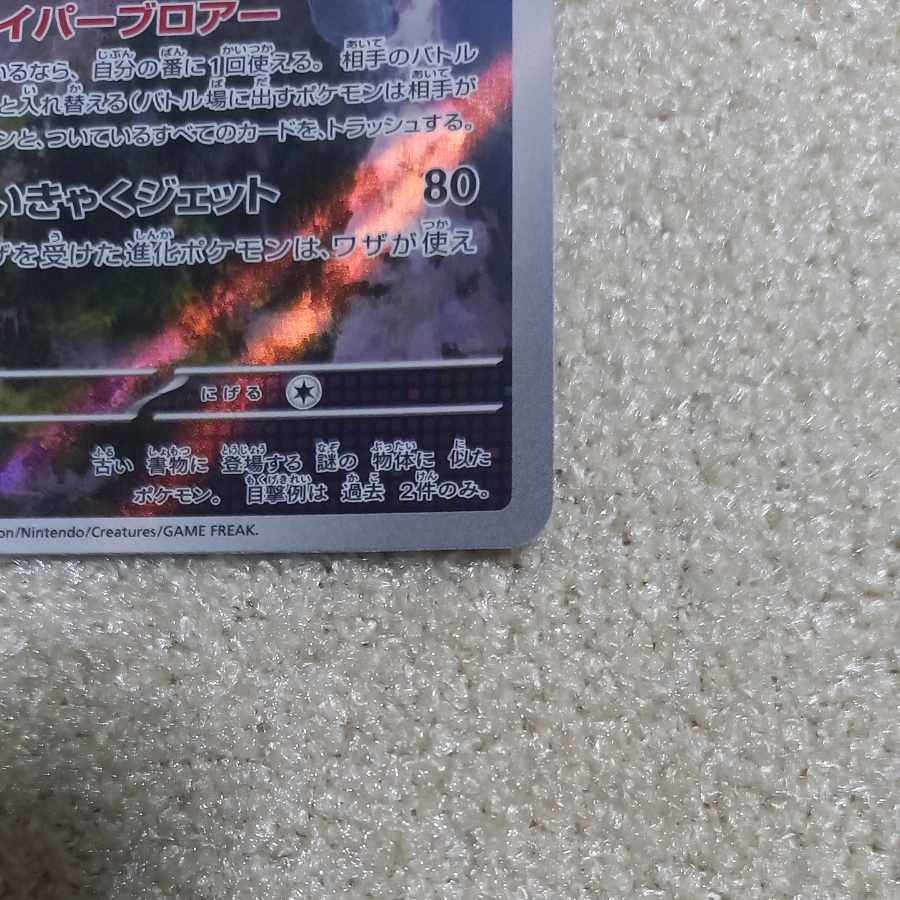 イパーブロアー
いるなら、自分の番に1回使える。相手のバトル
と入れ替える(バトル場に出すポケモンは相手が
ンと、ついているすべてのカードを、トラッシュする。
いきゃくジェット 80
ザを受けた進化ポケモンは、ワザが使え
にげる
古い 書物に 登場する 謎の 物体に 似た
ポケモン。 目撃例は 過去 2件のみ。
on/Nintendo/Creatures/GAME FREAK.